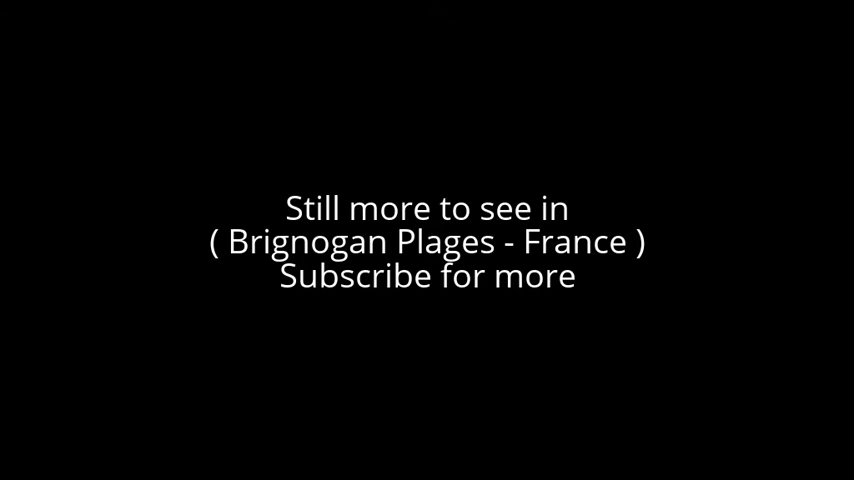 Still more to see in
( Brignogan Plages - France )
Subscribe for more